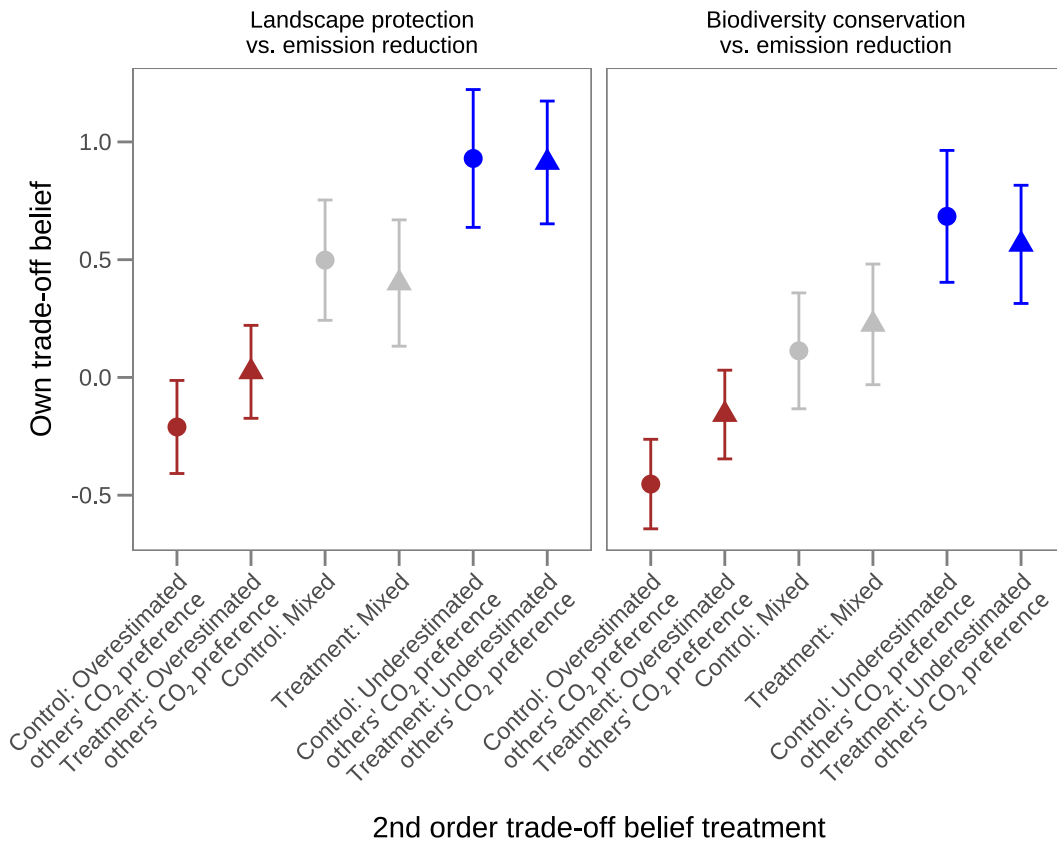 Landscape protection
vs. emission reduction
Biodiversity conservation
vs. emission reduction
Own trade-off belief
1.0
0.5
0.0
-0.5
Control: Overestimated
others' CO₂ preference
Treatment: Overestimated
others' CO₂ preference
Control: Mixed
Treatment: Mixed
Control: Underestimated
others' CO₂ preference
Treatment: Underestimated
others' CO₂ preference
Control: Overestimated
others' CO₂ preference
Treatment: Overestimated
others' CO₂ preference
Control: Mixed
Treatment: Mixed
Control: Underestimated
others' CO₂ preference
Treatment: Underestimated
others' CO₂ preference
2nd order trade-off belief treatment